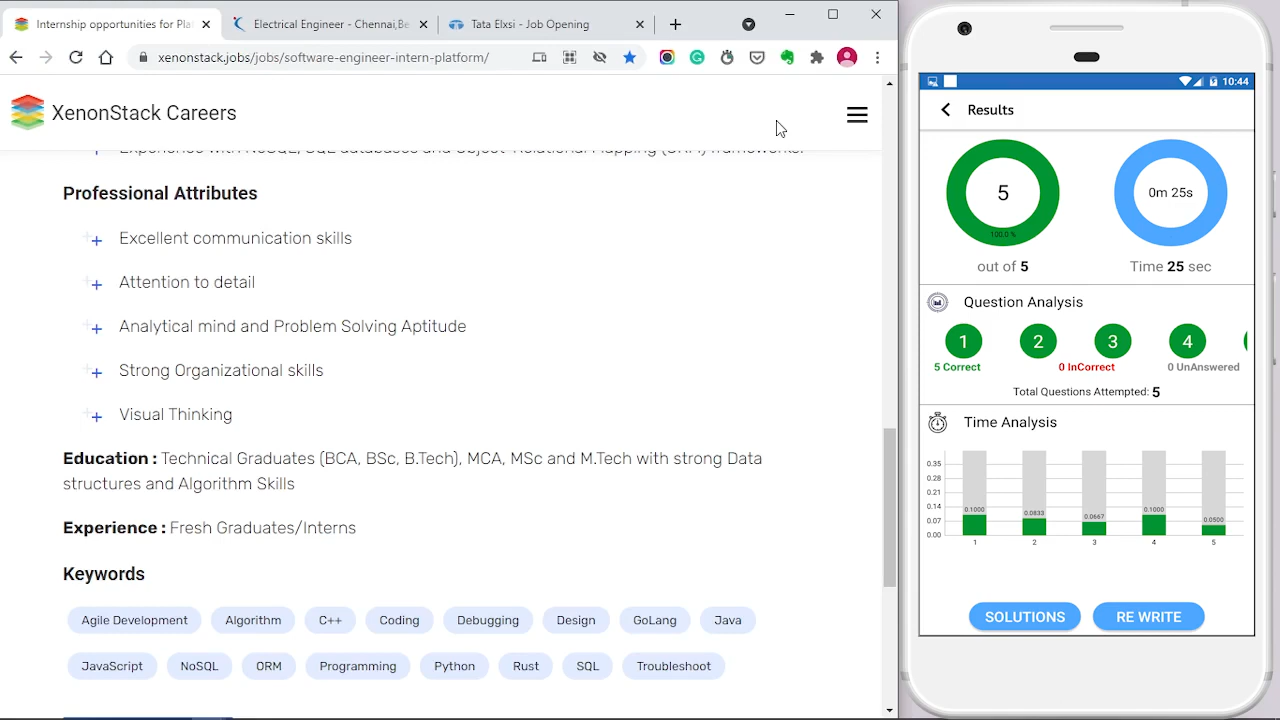 Internship opportunities for Plat
Electrical Enginner - Chennai,Be
Tata Elxsi - Job Opening
xenonstack.jobs/jobs/software-engineer-intern-platform/
XenonStack Careers
Professional Attributes
Excellent communication skills
Attention to detail
Analytical mind and Problem Solving Aptitude
Strong Organizational skills
Visual Thinking
Education : Technical Graduates (BCA, BSc, B.Tech), MCA, MSc and M.Tech with strong Data
structures and Algorithm Skills
Experience : Fresh Graduates/Interns
Keywords
Agile Development Algorithm C++ Coding Debugging Design GoLang Java
JavaScript NoSQL ORM Programming Python Rust SQL Troubleshoot
10:44
Results
5
100.0 %
0m 25s
out of 5
Time 25 sec
Question Analysis
1 2 3 4
5 Correct 0 InCorrect 0 UnAnswered
Total Questions Attempted: 5
Time Analysis
0.35
0.28
0.21
0.14
0.07
0.00
0.1000 0.0833 0.0667 0.1000 0.0500
1 2 3 4 5
SOLUTIONS RE WRITE